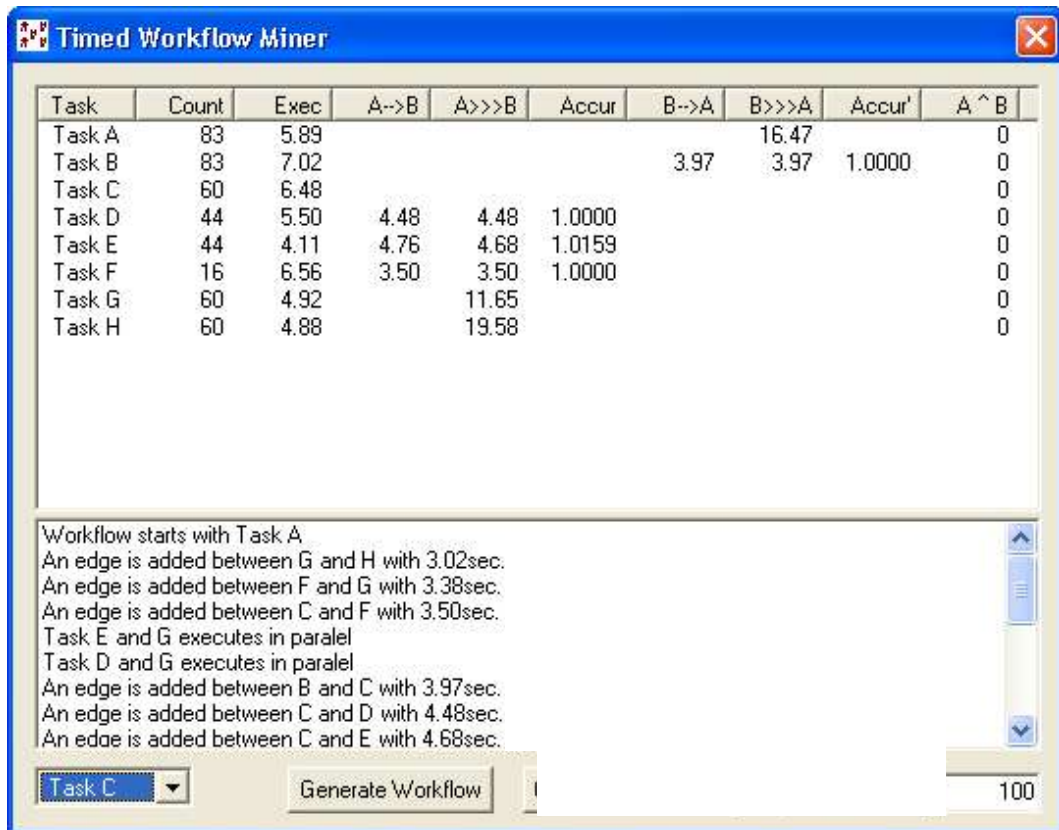 Timed Workflow Miner
Task Count Exec A-->B A>>>B Accur B-->A B>>>A Accur' A ^ B
Task A 83 5.89 16.47 0
Task B 83 7.02 3.97 3.97 1.0000 0
Task C 60 6.48 0
Task D 44 5.50 4.48 4.48 1.0000 0
Task E 44 4.11 4.76 4.68 1.0159 0
Task F 16 6.56 3.50 3.50 1.0000 0
Task G 60 4.92 11.65 0
Task H 60 4.88 19.58 0
Workflow starts with Task A
An edge is added between G and H with 3.02sec.
An edge is added between F and G with 3.38sec.
An edge is added between C and F with 3.50sec.
Task E and G executes in paralel
Task D and G executes in paralel
An edge is added between B and C with 3.97sec.
An edge is added between C and D with 4.48sec.
An edge is added between C and E with 4.68sec.
Task C Generate Workflow 100